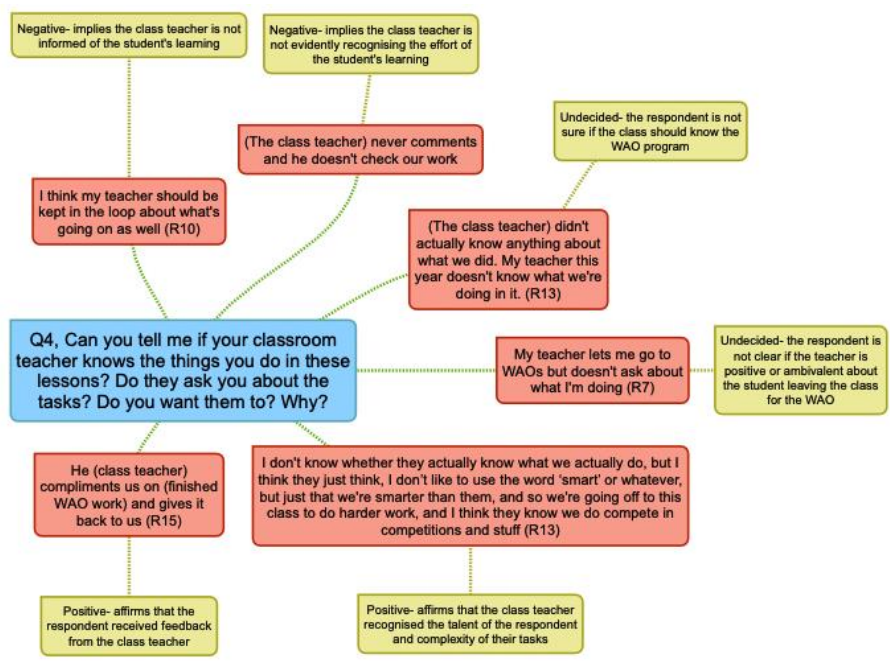 Negative- implies the class teacher is not
informed of the student's learning
Negative- implies the class teacher is
not evidently recognising the effort of
the student's learning
Undecided- the respondent is not
sure if the class should know the
WAO program
(The class teacher) never comments
and he doesn't check our work
I think my teacher should be
kept in the loop about what's
going on as well (R10)
(The class teacher) didn't
actually know anything about
what we did. My teacher this
year doesn't know what we're
doing in it. (R13)
Q4, Can you tell me if your classroom
teacher knows the things you do in these
lessons? Do they ask you about the
tasks? Do you want them to? Why?
My teacher lets me go to
WAOs but doesn't ask about
what I'm doing (R7)
Undecided- the respondent is
not clear if the teacher is
positive or ambivalent about
the student leaving the class
for the WAO
He (class teacher)
compliments us on (finished
WAO work) and gives it
back to us (R15)
I don't know whether they actually know what we actually do, but I
think they just think, I don't like to use the word ‘smart’ or whatever,
but just that we're smarter than them, and so we're going off to this
class to do harder work, and I think they know we do compete in
competitions and stuff (R13)
Positive- affirms that the
respondent received feedback
from the class teacher
Positive- affirms that the class teacher
recognised the talent of the respondent
and complexity of their tasks